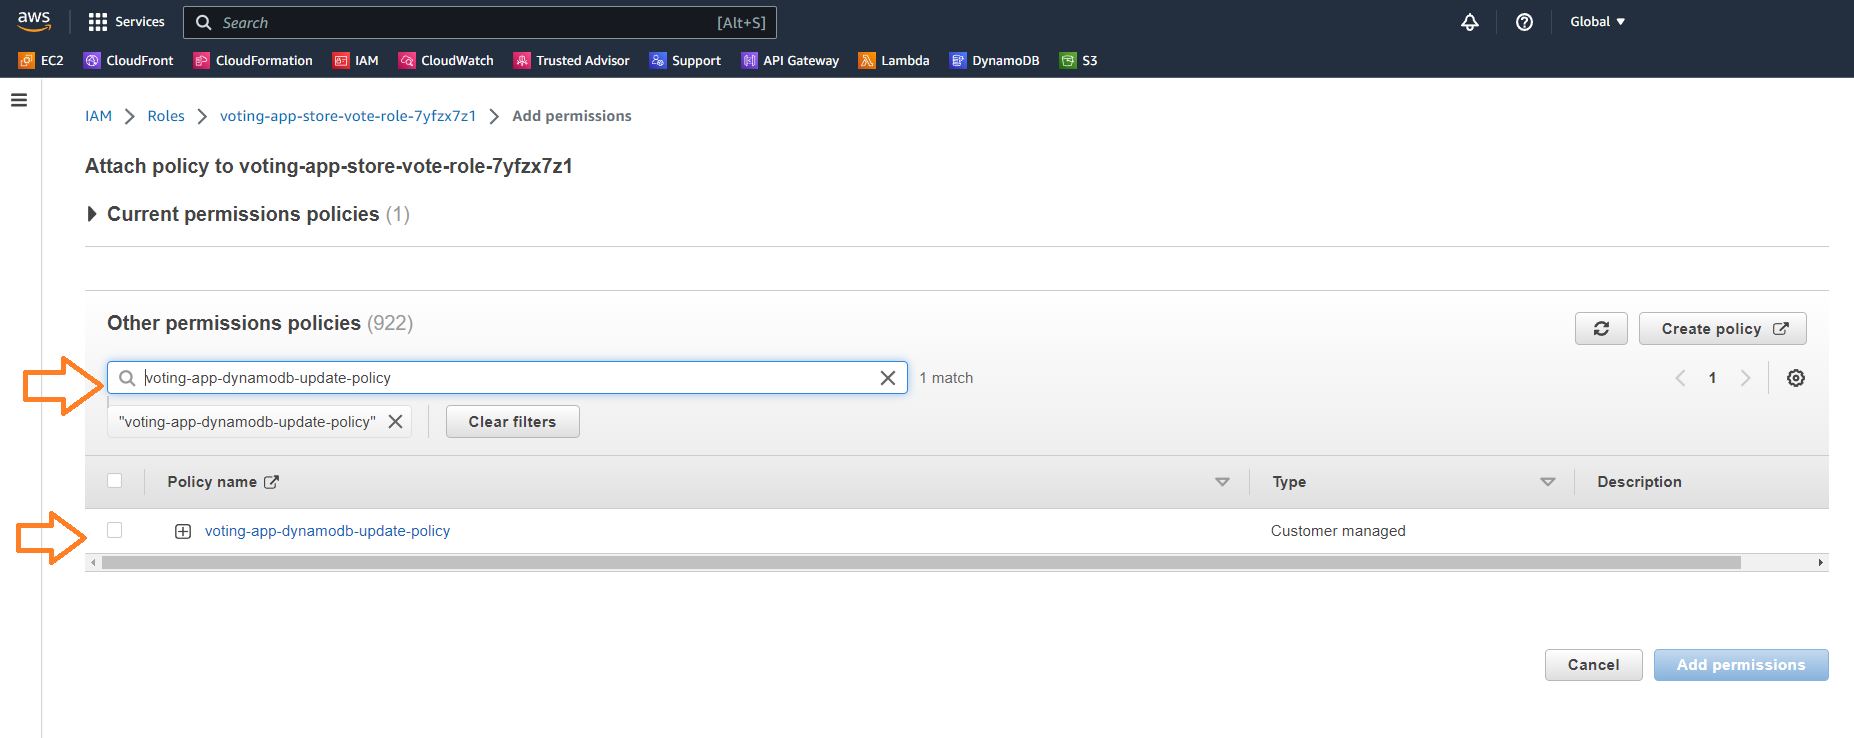 aws Services Search [Alt+S] Global
EC2 CloudFront CloudFormation IAM CloudWatch Trusted Advisor Support API Gateway Lambda DynamoDB S3
IAM Roles voting-app-store-vote-role-7yfzx7z1 Add permissions
Attach policy to voting-app-store-vote-role-7yfzx7z1
Current permissions policies (1)
Other permissions policies (922)
Create policy
voting-app-dynamodb-update-policy 1 match 1
"voting-app-dynamodb-update-policy" Clear filters
Policy name Type Description
voting-app-dynamodb-update-policy Customer managed
Cancel Add permissions